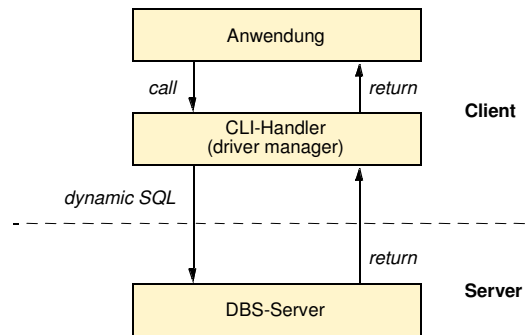 Anwendung
call
return
Client
CLI-Handler
(driver manager)
dynamic SQL
return
Server
DBS-Server